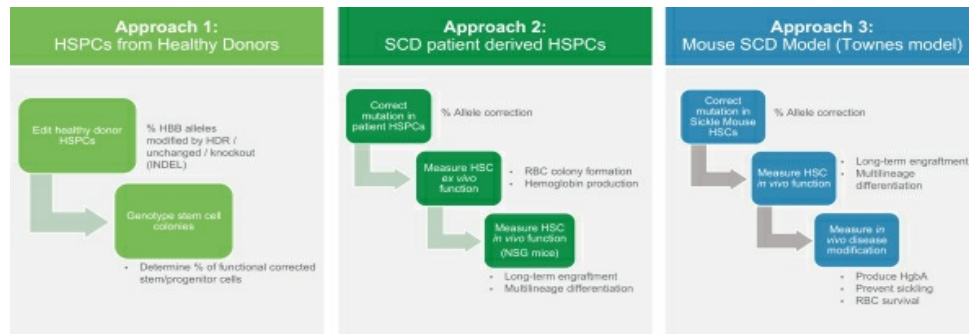 Approach 1:
HSPCs from Healthy Donors
Edit healthy donor
HSPCs
% HBB alleles
modified by HDR /
unchanged / knockout
(INDEL)
Genotype stem cell
colonies
• Determine % of functional corrected
stem/progenitor cells
Approach 2:
SCD patient derived HSPCs
Correct
mutation in
patient HSPCs
% Allele correction
Measure HSC
ex vivo
function
• RBC colony formation
• Hemoglobin production
Measure HSC
in vivo function
(NSG mice)
• Long-term engraftment
• Multilineage differentiation
Approach 3:
Mouse SCD Model (Townes model)
Correct
mutation in
Sickle Mouse
HSCs
% Allele correction
Measure HSC
in vivo function
• Long-term engraftment
• Multilineage
differentiation
Measure in
vivo disease
modification
• Produce HgbA
• Prevent sickling
• RBC survival